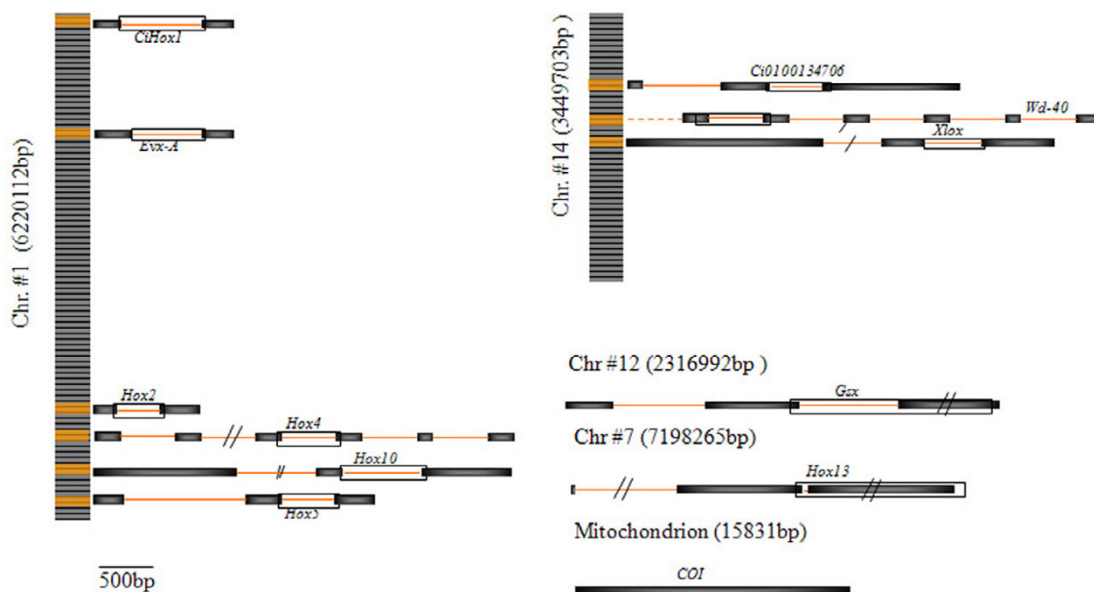 Chr. #1 (6220112bp)
CiHox1
Evx-A
Hox2
Hox4
Hox10
Hox5
500bp
Chr. #14 (3449703bp)
Ci0100134706
Wd-40
Xlox
Chr #12 (2316992bp )
Gsx
Chr #7 (7198265bp)
Hox13
Mitochondrion (15831bp)
COI